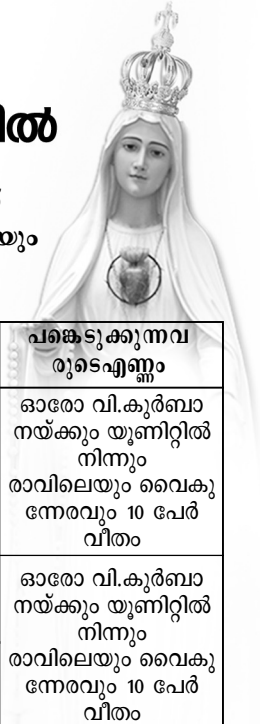 ിൽ
യും
പങ്കെടുക്കുന്നവ
രുടെഎണ്ണം
ഓരോ വി.കുർബാ
നയ്ക്കും യൂണിറ്റിൽ
നിന്നും
രാവിലെയും വൈകു
ന്നേരവും 10 പേർ
വീതം
ഓരോ വി.കുർബാ
നയ്ക്കും യൂണിറ്റിൽ
നിന്നും
രാവിലെയും വൈകു
ന്നേരവും 10 പേർ
വീതം